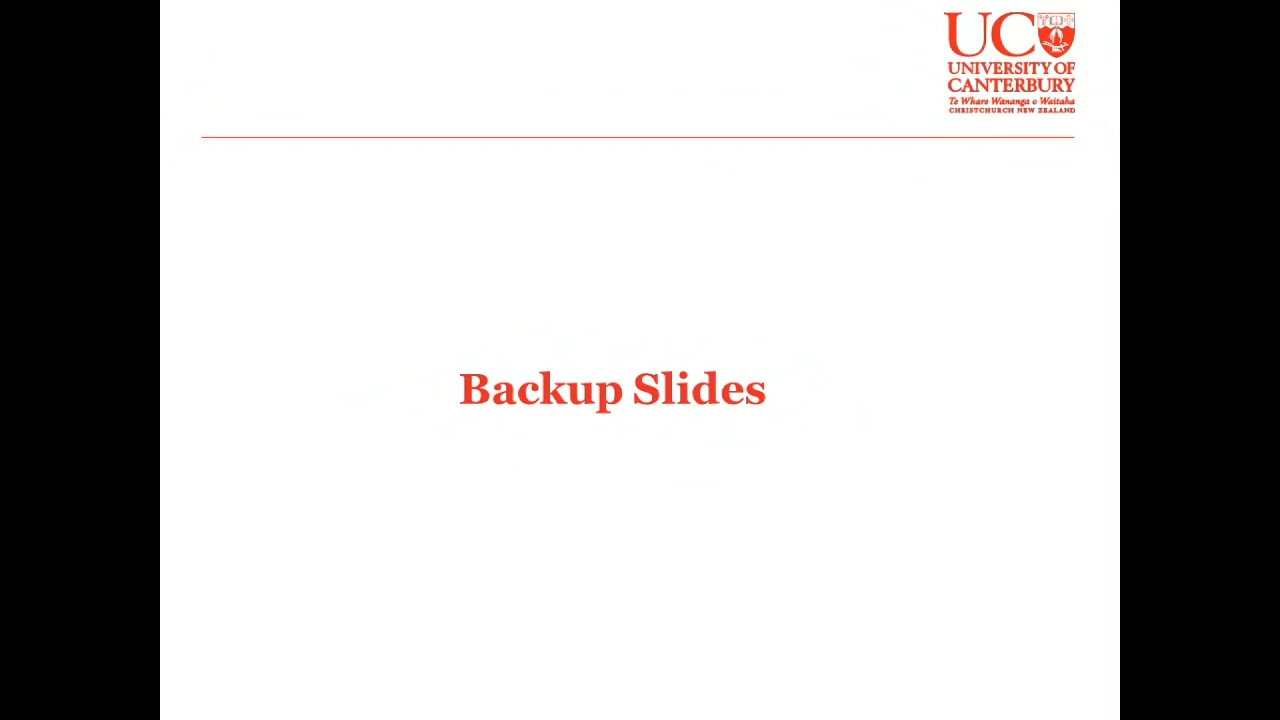 UC
UNIVERSITY OF
CANTERBURY
Te Whare Wānanga o Waitaha
CHRISTCHURCH NEW ZEALAND
Backup Slides